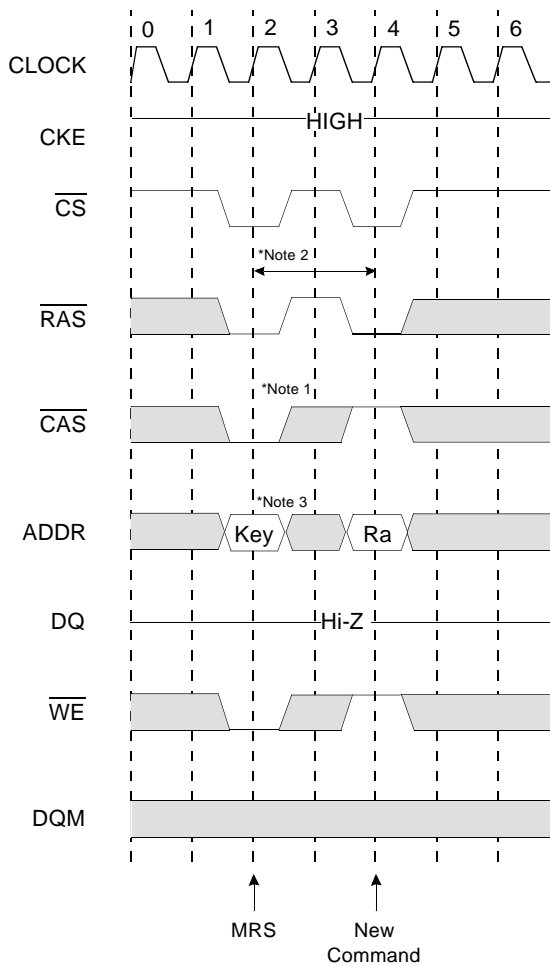 0 1 2 3 4 5 6
CLOCK
HIGH
CKE
CS
*Note 2
RAS
*Note 1
CAS
*Note 3
ADDR Key Ra
DQ Hi-Z
WE
DQM
MRS New
Command